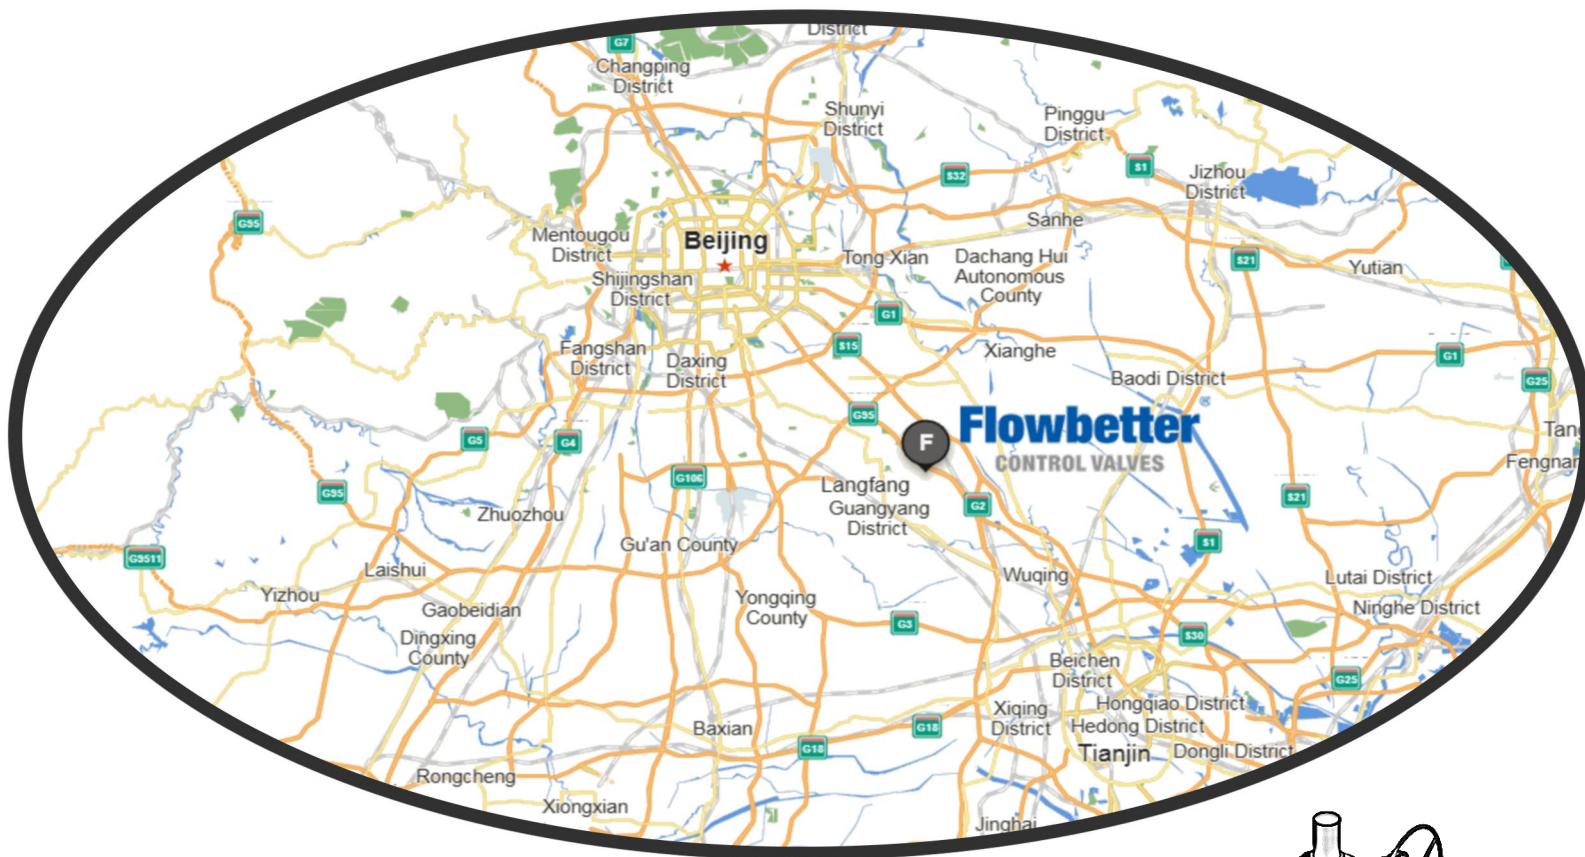 District
G7
Changping
District
Shunyi
District
Pinggu
District
S1
S32
Jizhou
District
G95
Mentougou
District
Beijing
Sanhe
Tong Xian
Dachang Hui
Autonomous
County
S21
Yutian
Shijingshan
District
G1
S15
Fangshan
District
Daxing
District
Xianghe
G1
Baodi District
G25
G95
Flowbetter®
CONTROL VALVES
F
G5
G4
Tang
Fengnan
G106
Langfang
Guangyang
District
G2
S21
G95
Zhuozhou
Gu'an County
S1
G9511
Laishui
Wuqing
Lutai District
Yizhou
Gaobeidian
Yongqing
County
Ninghe District
G3
S30
Dingxing
County
Beichen
District
G25
Hongqiao District
Xiqing
District
Hedong District
Baxian
G18
G18
Tianjin
Dongli District
Rongcheng
Xiongxian
Jinghai